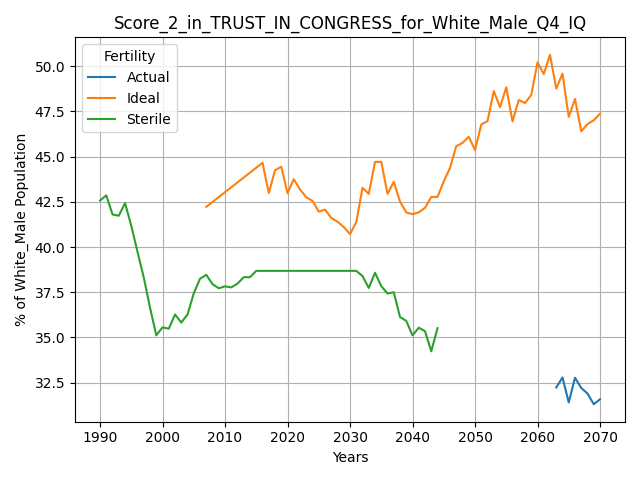 Score_2_in_TRUST_IN_CONGRESS_for_White_Male_Q4_IQ
Fertility
Actual
Ideal
Sterile
% of White_Male Population
50.0
47.5
45.0
42.5
40.0
37.5
35.0
32.5
1990 2000 2010 2020 2030 2040 2050 2060 2070
Years